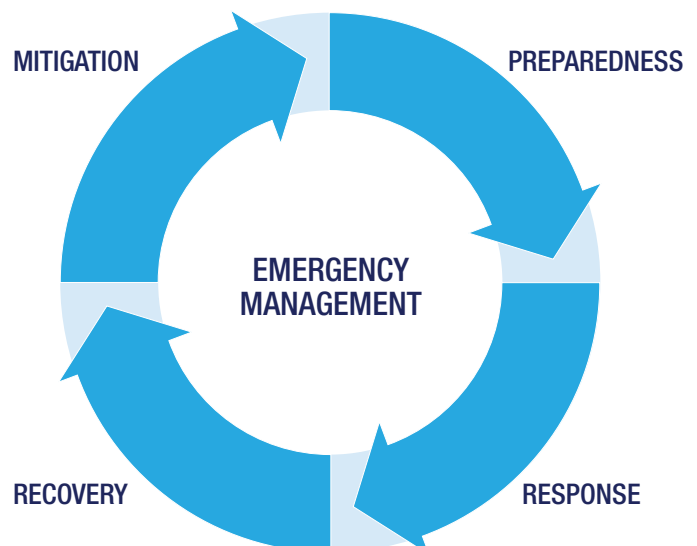 MITIGATION
PREPAREDNESS
EMERGENCY
MANAGEMENT
RECOVERY
RESPONSE